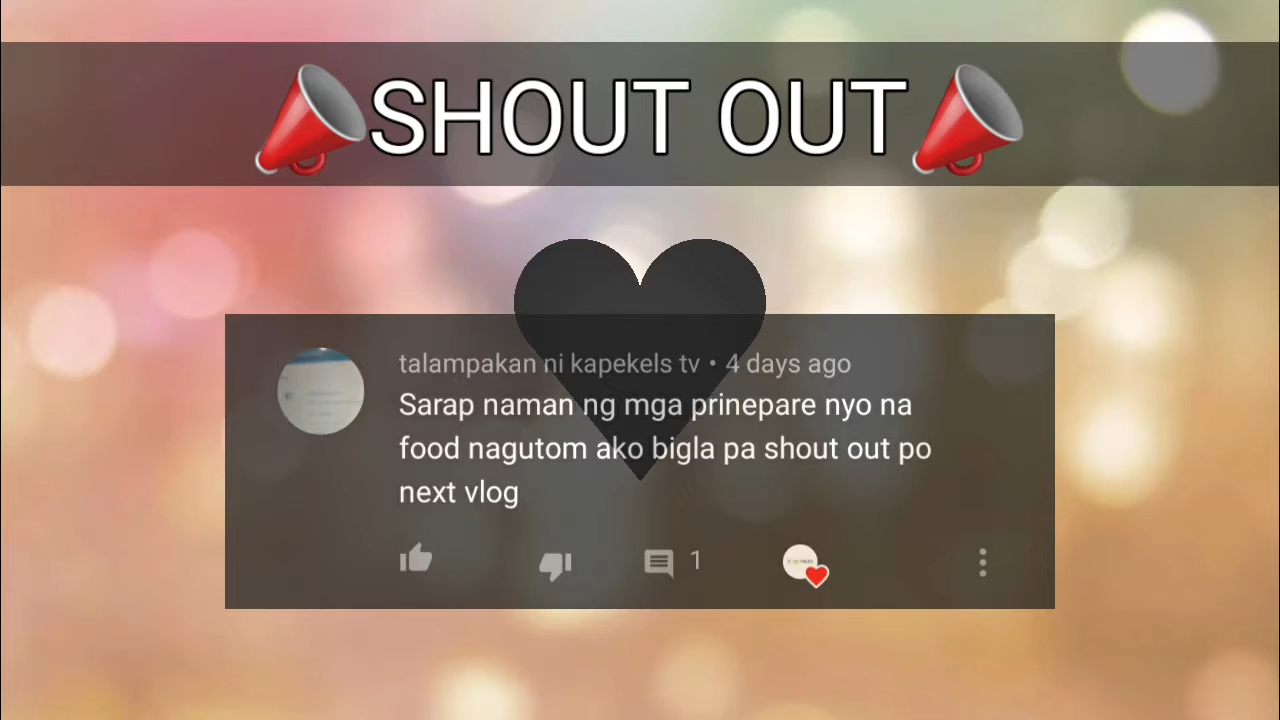 📣SHOUT OUT📣
talampakan ni kapekels tv • 4 days ago
Sarap naman ng mga prinepare nyo na
food nagutom ako bigla pa shout out po
next vlog
1